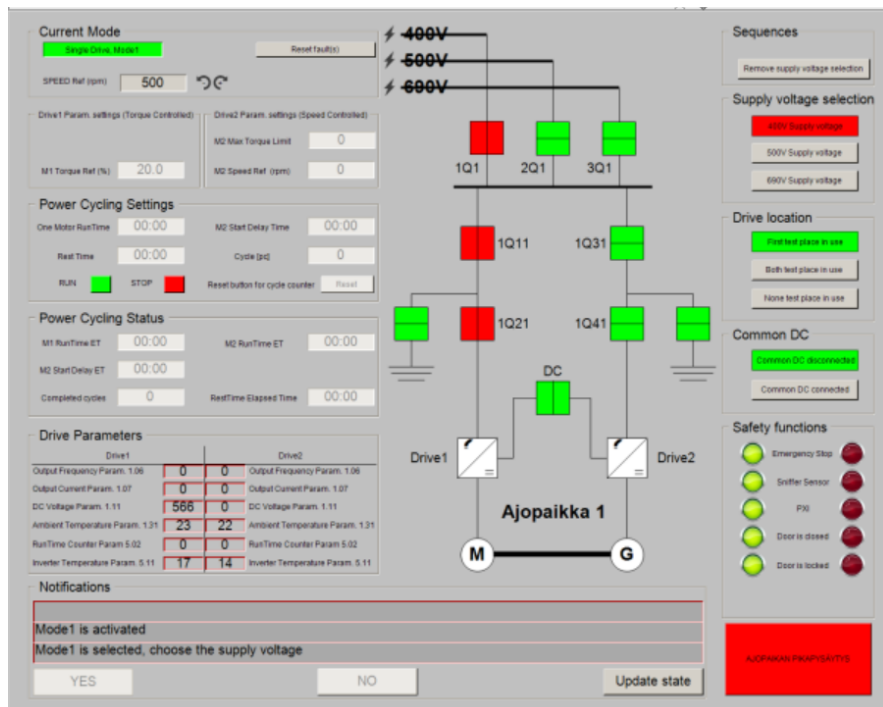 Current Mode
Single Drive, Mode1
Reset fault(s)
SPEED Ref (rpm) 500
Drive1 Param. settings (Torque Controlled)
M1 Torque Ref (%) 20.0
Drive2 Param. settings (Speed Controlled)
M2 Max Torque Limit 0
M2 Speed Ref (rpm) 0
Power Cycling Settings
One Motor RunTime 00:00 M2 Start Delay Time 00:00
Rest Time 00:00 Cycle [pc] 0
RUN STOP Reset button for cycle counter Reset
Power Cycling Status
M1 RunTime ET 00:00 M2 RunTime ET 00:00
M2 Start Delay ET 00:00
Completed cycles 0 RestTime Elapsed Time 00:00
Drive Parameters
Drive1 Drive2
Output Frequency Param. 1.06 0 0 Output Frequency Param. 1.06
Output Current Param. 1.07 0 0 Output Current Param. 1.07
DC Voltage Param. 1.11 566 0 DC Voltage Param. 1.11
Ambient Temperature Param. 1.31 23 22 Ambient Temperature Param. 1.31
RunTime Counter Param 5.02 0 0 RunTime Counter Param 5.02
Inverter Temperature Param. 5.11 17 14 Inverter Temperature Param. 5.11
400V
500V
690V
1Q1 2Q1 3Q1
1Q11 1Q31
1Q21 1Q41
DC
Drive1 Drive2
Ajopaikka 1
M G
Sequences
Remove supply voltage selection
Supply voltage selection
400V Supply voltage
500V Supply voltage
690V Supply voltage
Drive location
First test place in use
Both test place in use
None test place in use
Common DC
Common DC disconnected
Common DC connected
Safety functions
Emergency Stop
Sniffer Sensor
PXI
Door is closed
Door is locked
Notifications
Mode1 is activated
Mode1 is selected, choose the supply voltage
YES NO Update state
AJOPAIKAN PIKAPYSÄYTYS